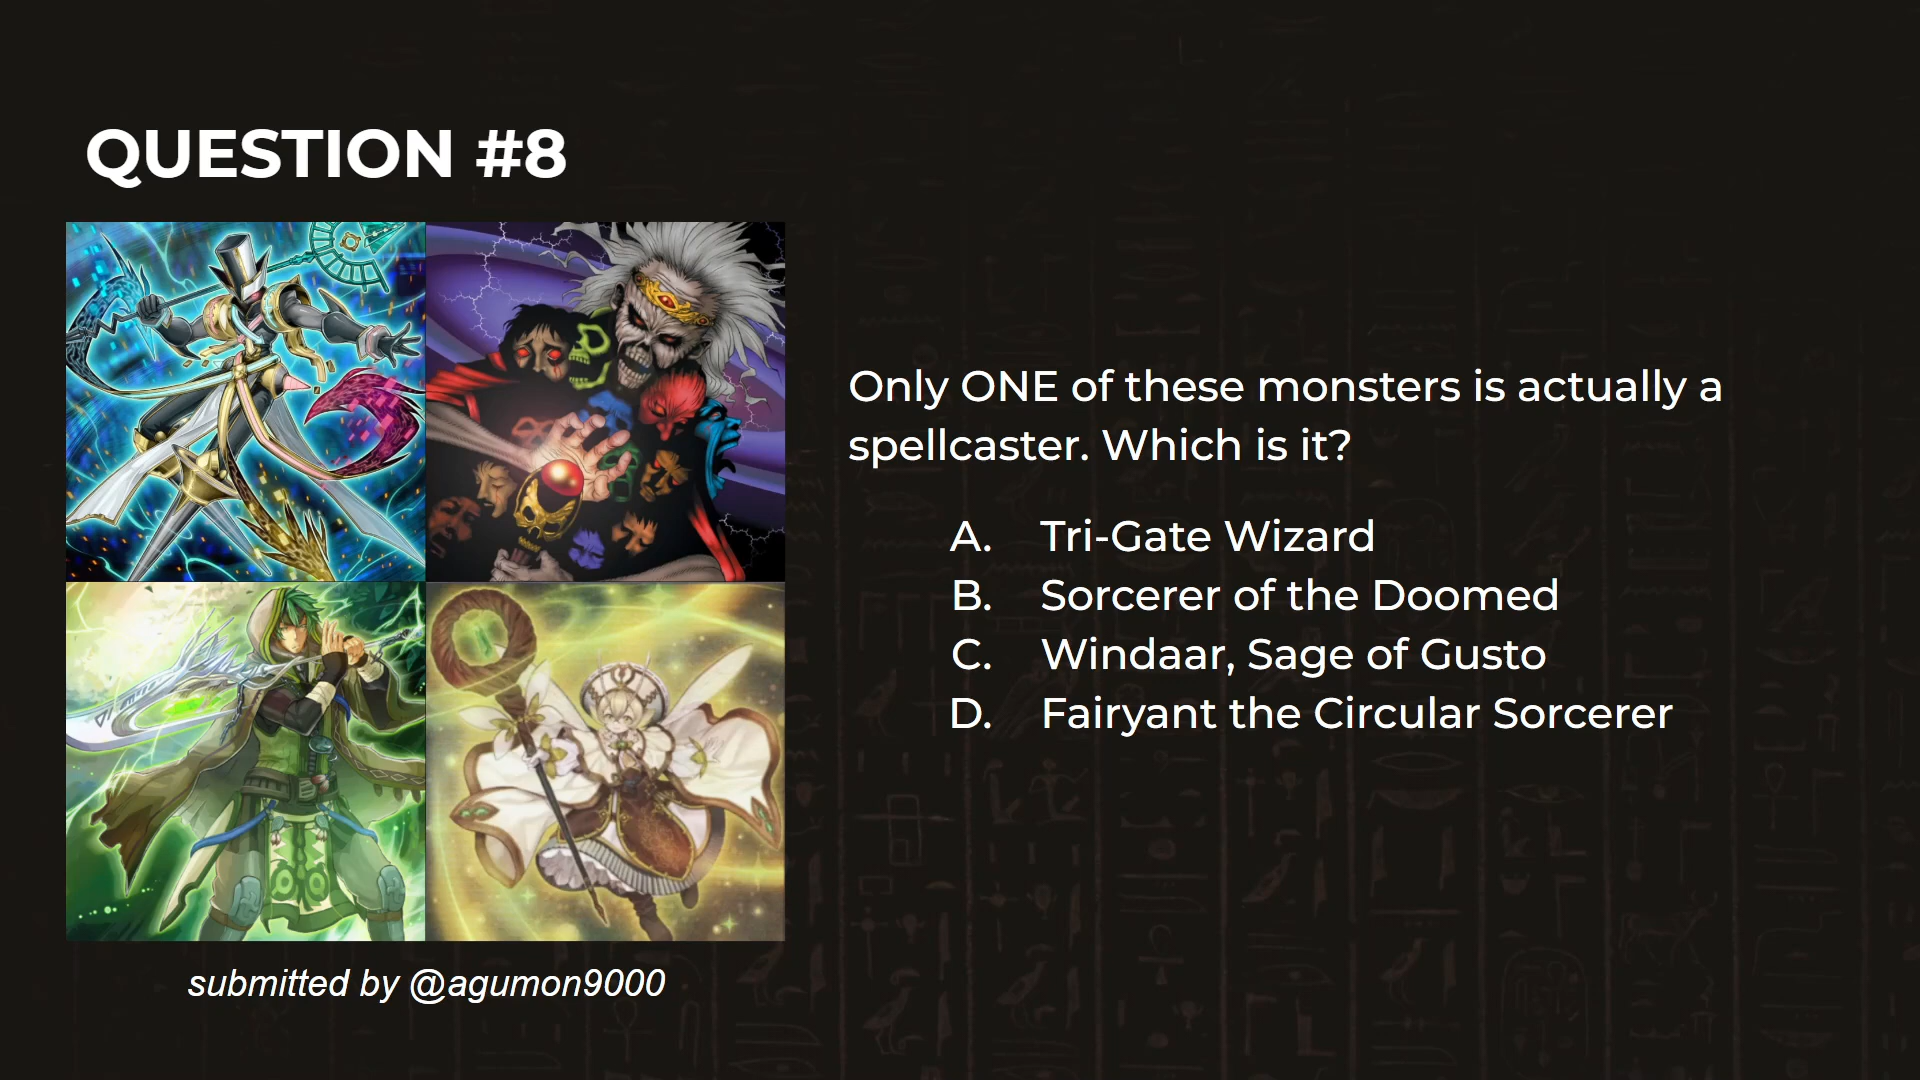 QUESTION #8
Only ONE of these monsters is actually a
spellcaster. Which is it?
A. Tri-Gate Wizard
B. Sorcerer of the Doomed
C. Windaar, Sage of Gusto
D. Fairyant the Circular Sorcerer
submitted by @agumon9000